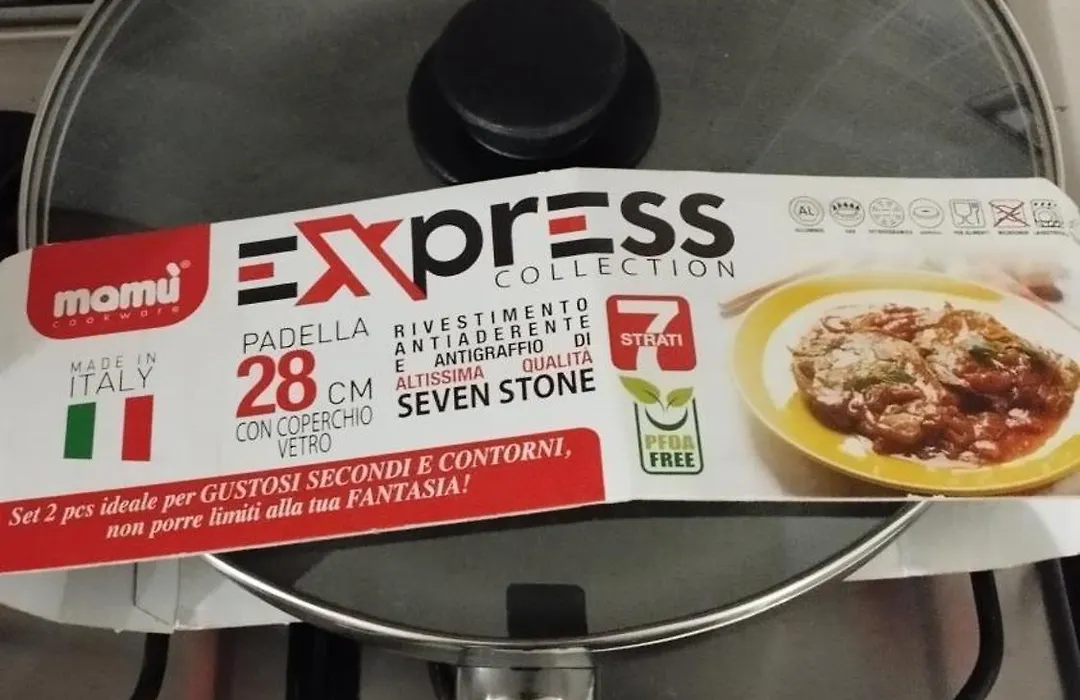 momù®
cookware
MADE IN
ITALY
EXPRESS
COLLECTION
PADELLA
28 CM
CON COPERCHIO
VETRO
RIVESTIMENTO
ANTIADERENTE
E ANTIGRAFFIO DI
ALTISSIMA QUALITÀ
SEVEN STONE
7
STRATI
PFOA
FREE
AL
Set 2 pcs ideale per GUSTOSI SECONDI E CONTORNI,
non porre limiti alla tua FANTASIA!